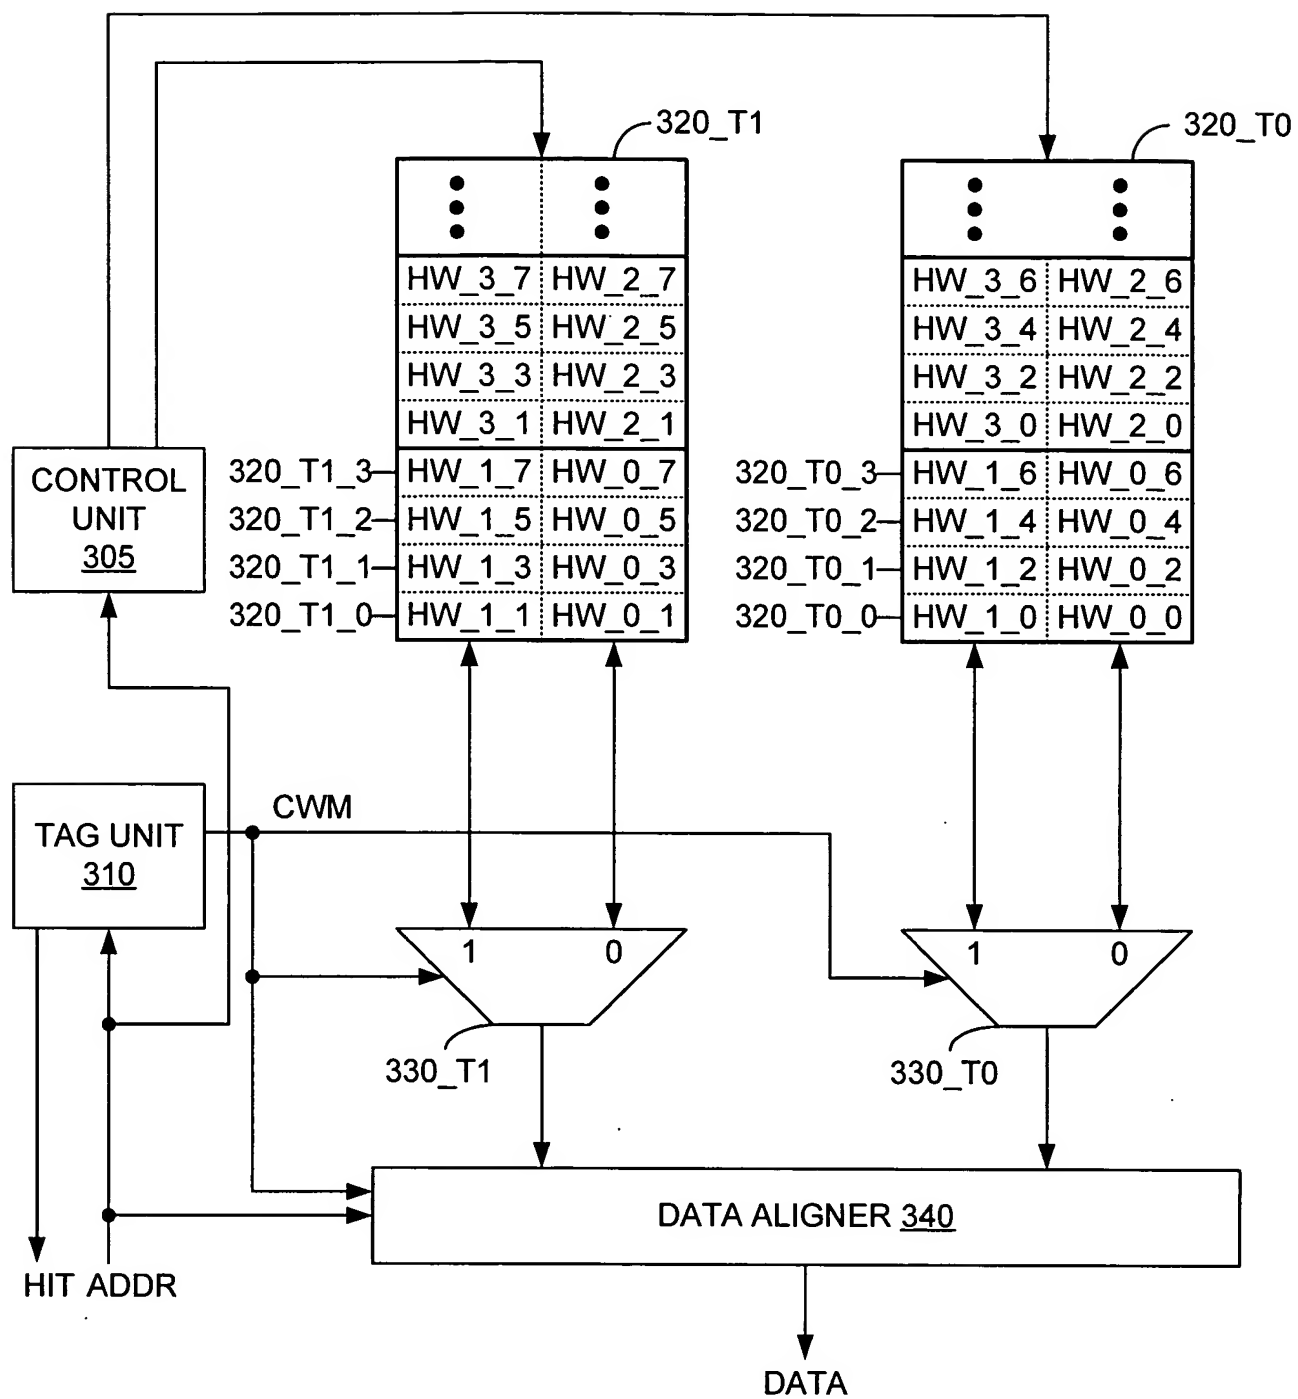 320_T1
320_T0
HW_3_7 HW_2_7
HW_3_5 HW_2_5
HW_3_3 HW_2_3
HW_3_1 HW_2_1
320_T1_3 HW_1_7 HW_0_7
320_T1_2 HW_1_5 HW_0_5
320_T1_1 HW_1_3 HW_0_3
320_T1_0 HW_1_1 HW_0_1
HW_3_6 HW_2_6
HW_3_4 HW_2_4
HW_3_2 HW_2_2
HW_3_0 HW_2_0
320_T0_3 HW_1_6 HW_0_6
320_T0_2 HW_1_4 HW_0_4
320_T0_1 HW_1_2 HW_0_2
320_T0_0 HW_1_0 HW_0_0
CONTROL
UNIT
305
TAG UNIT
310
CWM
1 0
1 0
330_T1
330_T0
DATA ALIGNER 340
HIT ADDR
DATA